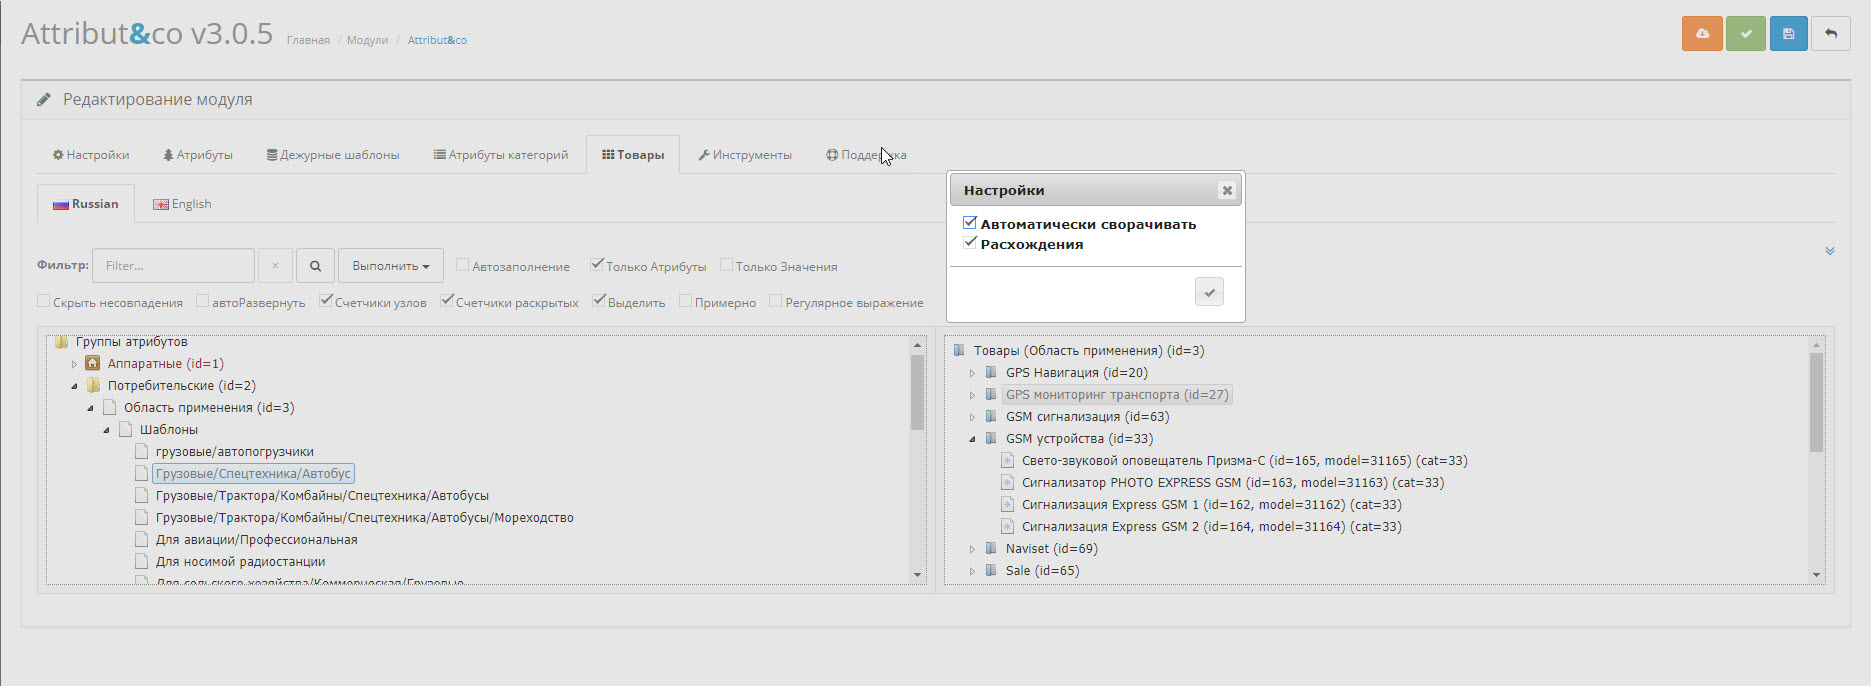 Attribut&co v3.0.5 Главная / Модули / Attribut&co
Редактирование модуля
Настройки Атрибуты Дежурные шаблоны Атрибуты категорий Товары Инструменты Поддержка
Russian English
Настройки
Автоматически сворачивать
Расхождения
Фильтр: Filter... × Выполнить Автозаполнение Только Атрибуты Только Значения
Скрыть несовпадения автоРазвернуть Счетчики узлов Счетчики раскрытых Выделить Примерно Регулярное выражение
Группы атрибутов
Аппаратные (id=1)
Потребительские (id=2)
Область применения (id=3)
Шаблоны
грузовые/автопогрузчики
Грузовые/Спецтехника/Автобус
Грузовые/Трактора/Комбайны/Спецтехника/Автобусы
Грузовые/Трактора/Комбайны/Спецтехника/Автобусы/Мореходство
Для авиации/Профессиональная
Для носимой радиостанции
Для сельского хозяйства/Коммерческая/Грузовые
Товары (Область применения) (id=3)
GPS Навигация (id=20)
GPS мониторинг транспорта (id=27)
GSM сигнализация (id=63)
GSM устройства (id=33)
Свето-звуковой оповещатель Призма-С (id=165, model=31165) (cat=33)
Сигнализатор PHOTO EXPRESS GSM (id=163, model=31163) (cat=33)
Сигнализация Express GSM 1 (id=162, model=31162) (cat=33)
Сигнализация Express GSM 2 (id=164, model=31164) (cat=33)
Naviset (id=69)
Sale (id=65)